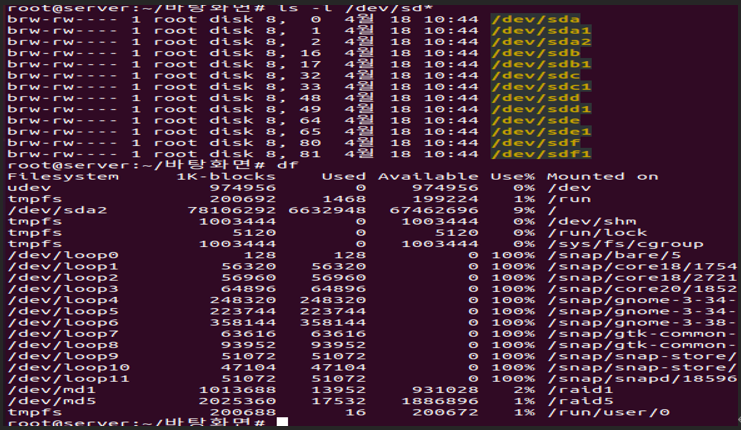 root@server:~/바탕화면# ls -l /dev/sd*
brw-rw---- 1 root disk 8,  0  4월 18 10:44 /dev/sda
brw-rw---- 1 root disk 8,  1  4월 18 10:44 /dev/sda1
brw-rw---- 1 root disk 8,  2  4월 18 10:44 /dev/sda2
brw-rw---- 1 root disk 8, 16  4월 18 10:44 /dev/sdb
brw-rw---- 1 root disk 8, 17  4월 18 10:44 /dev/sdb1
brw-rw---- 1 root disk 8, 32  4월 18 10:44 /dev/sdc
brw-rw---- 1 root disk 8, 33  4월 18 10:44 /dev/sdc1
brw-rw---- 1 root disk 8, 48  4월 18 10:44 /dev/sdd
brw-rw---- 1 root disk 8, 49  4월 18 10:44 /dev/sdd1
brw-rw---- 1 root disk 8, 64  4월 18 10:44 /dev/sde
brw-rw---- 1 root disk 8, 65  4월 18 10:44 /dev/sde1
brw-rw---- 1 root disk 8, 80  4월 18 10:44 /dev/sdf
brw-rw---- 1 root disk 8, 81  4월 18 10:44 /dev/sdf1
root@server:~/바탕화면# df
Filesystem     1K-blocks    Used Available Use% Mounted on
udev              974956       0    974956   0% /dev
tmpfs             200692    1468    199224   1% /run
/dev/sda2       78106292 6632948  67462696   9% /
tmpfs            1003444       0   1003444   0% /dev/shm
tmpfs               5120       0      5120   0% /run/lock
tmpfs            1003444       0   1003444   0% /sys/fs/cgroup
/dev/loop0           128     128         0 100% /snap/bare/5
/dev/loop1         56320   56320         0 100% /snap/core18/1754
/dev/loop2         56960   56960         0 100% /snap/core18/2721
/dev/loop3         64896   64896         0 100% /snap/core20/1852
/dev/loop4        248320  248320         0 100% /snap/gnome-3-34-
/dev/loop5        223744  223744         0 100% /snap/gnome-3-34-
/dev/loop6        358144  358144         0 100% /snap/gnome-3-38-
/dev/loop7         63616   63616         0 100% /snap/gtk-common-
/dev/loop8         93952   93952         0 100% /snap/gtk-common-
/dev/loop9         51072   51072         0 100% /snap/snap-store/
/dev/loop10        47104   47104         0 100% /snap/snap-store/
/dev/loop11        51072   51072         0 100% /snap/snapd/18596
/dev/md1         1013688   13952    931028   2% /raid1
/dev/md5         2025360   17532   1886896   1% /raid5
tmpfs             200688      16    200672   1% /run/user/0
root@server:~/바탕화면#